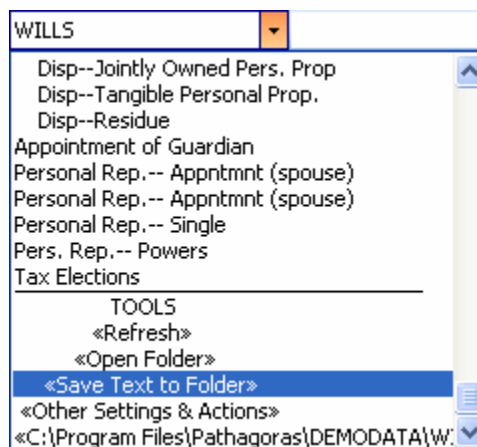 WILLS
Disp--Jointly Owned Pers. Prop
Disp--Tangible Personal Prop.
Disp--Residue
Appointment of Guardian
Personal Rep.-- Appntmnt (spouse)
Personal Rep.-- Appntmnt (spouse)
Personal Rep.-- Single
Pers. Rep.-- Powers
Tax Elections
TOOLS
«Refresh»
«Open Folder»
«Save Text to Folder»
«Other Settings & Actions»
«C:\Program Files\Pathagoras\DEMODATA\W